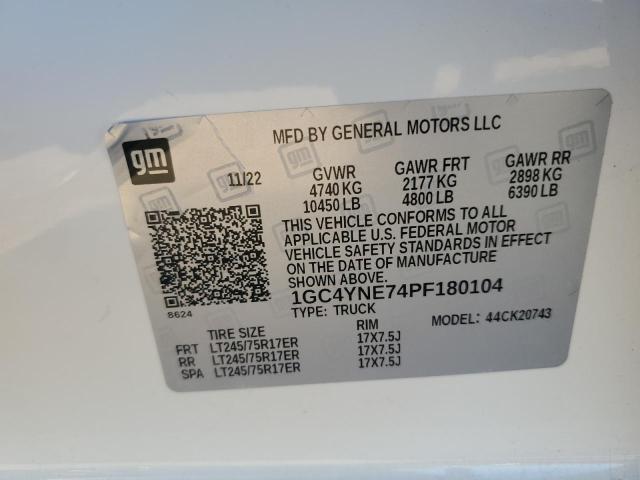 MFD BY GENERAL MOTORS LLC
gm
11/22
GVWR GAWR FRT GAWR RR
4740 KG 2177 KG 2898 KG
10450 LB 4800 LB 6390 LB
THIS VEHICLE CONFORMS TO ALL
APPLICABLE U.S. FEDERAL MOTOR
VEHICLE SAFETY STANDARDS IN EFFECT
ON THE DATE OF MANUFACTURE
SHOWN ABOVE.
1GC4YNE74PF180104
8624
TYPE: TRUCK MODEL: 44CK20743
TIRE SIZE RIM
FRT LT245/75R17ER 17X7.5J
RR LT245/75R17ER 17X7.5J
SPA LT245/75R17ER 17X7.5J